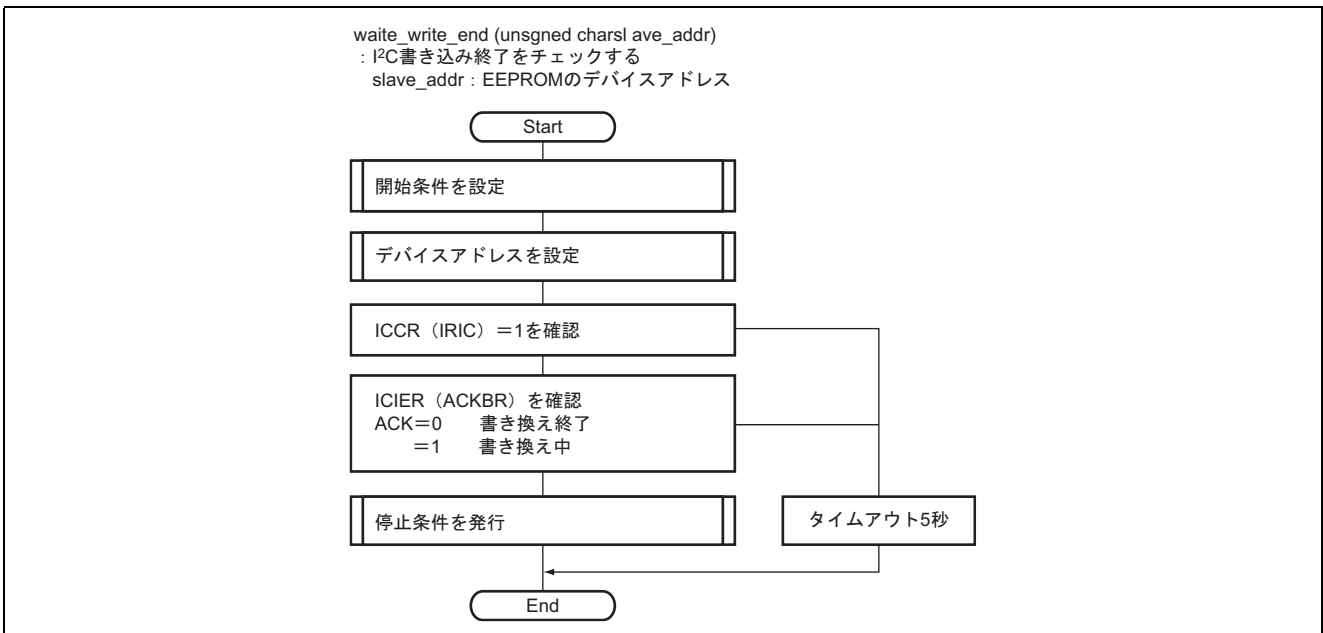 waite_write_end (unsgned charsl ave_addr)
：I²C書き込み終了をチェックする
slave_addr：EEPROMのデバイスアドレス
Start
開始条件を設定
デバイスアドレスを設定
ICCR（IRIC）＝1を確認
ICIER（ACKBR）を確認
ACK＝0　書き換え終了
＝1　書き換え中
停止条件を発行
タイムアウト5秒
End